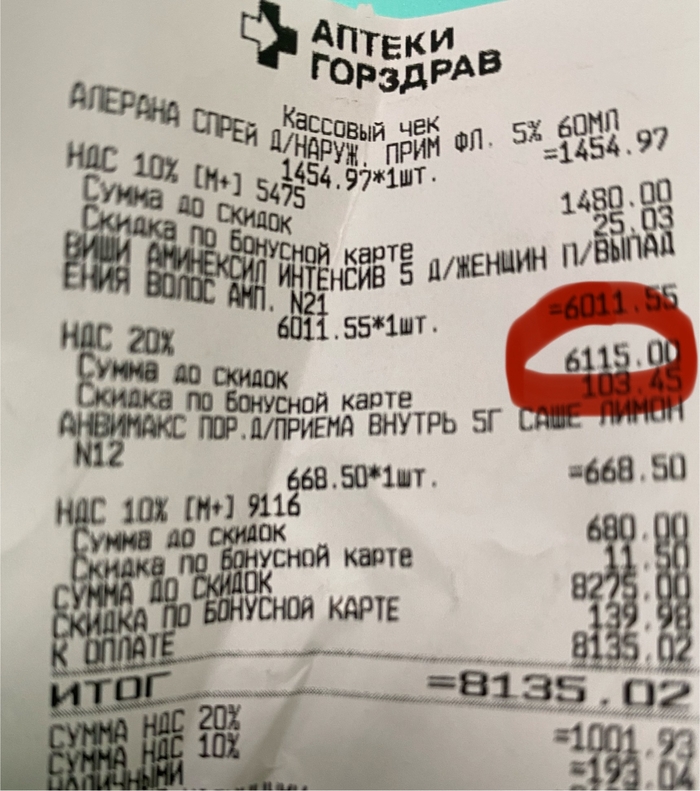 АПТЕКИ
ГОРЗДРАВ
Кассовый чек
АЛЕРАНА СПРЕЙ Д/НАРУЖ. ПРИМ ФЛ. 5% 60МЛ
1454.97*1шт. =1454.97
НДС 10% [М+] 5475
Сумма до скидок 1480.00
Скидка по бонусной карте 25.03
ВИШИ АМИНЕКСИЛ ИНТЕНСИВ 5 Д/ЖЕНЩИН П/ВЫПАД
ЕНИЯ ВОЛОС АМП. N21
6011.55*1шт. =6011.55
НДС 20%
Сумма до скидок 6115.00
Скидка по бонусной карте 103.45
АНВИМАКС ПОР.Д/ПРИЕМА ВНУТРЬ 5Г САШЕ ЛИМОН
N12
668.50*1шт. =668.50
НДС 10% [М+] 9116
Сумма до скидок 680.00
Скидка по бонусной карте 11.50
СУММА ДО СКИДОК 8275.00
СКИДКА ПО БОНУСНОЙ КАРТЕ 139.98
К ОПЛАТЕ 8135.02
ИТОГ =8135.02
СУММА НДС 20% =1001.93
СУММА НДС 10% =193.04
НАЛИЧНЫМИ